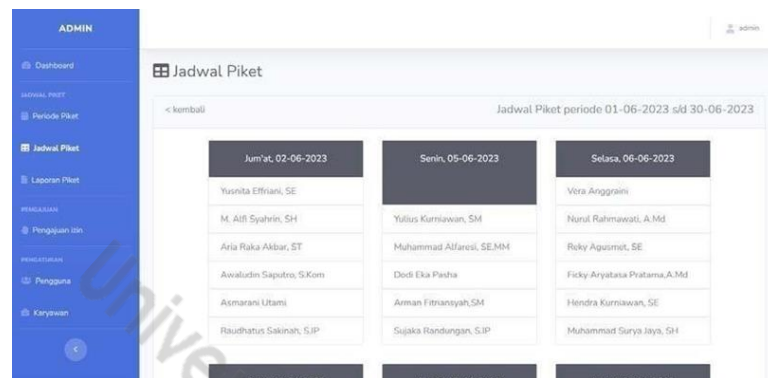 ADMIN
admin
Dashboard
JADWAL PIKET
Periode Piket
Jadwal Piket
Laporan Piket
PENGAJUAN
Pengajuan Izin
PENGATURAN
Pengguna
Karyawan
Jadwal Piket
< kembali
Jadwal Piket periode 01-06-2023 s/d 30-06-2023
Jum'at, 02-06-2023
Yusnita Effriani, SE
M. Alfi Syahrin, SH
Aria Raka Akbar, ST
Awaludin Saputro, S.Kom
Asmarani Utami
Raudhatus Sakinah, S.IP
Senin, 05-06-2023
Yulius Kurniawan, SM
Muhammad Alfaresi, SE,MM
Dedi Eka Pasha
Arman Fitriansyah,SM
Sujaka Randungan, S.IP
Selasa, 06-06-2023
Vera Anggraini
Nurul Rahmawati, A.Md
Reky Agusmet, SE
Ficky Aryatasa Pratama,A.Md
Hendra Kurniawan, SE
Muhammad Surya Jaya, SH
Unive